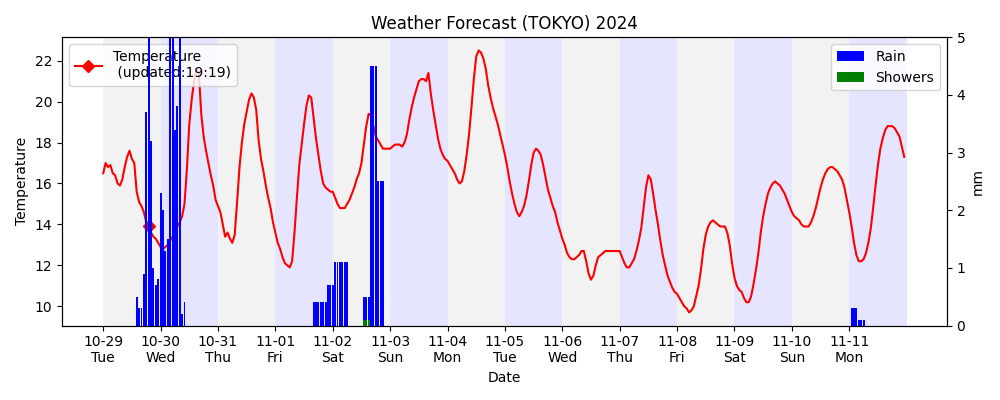 Weather Forecast (TOKYO) 2024
Temperature
(updated:19:19)
Rain
Showers
Temperature
22
20
18
16
14
12
10
5
4
3
2
1
0
mm
10-29 10-30 10-31 11-01 11-02 11-03 11-04 11-05 11-06 11-07 11-08 11-09 11-10 11-11
Tue Wed Thu Fri Sat Sun Mon Tue Wed Thu Fri Sat Sun Mon
Date